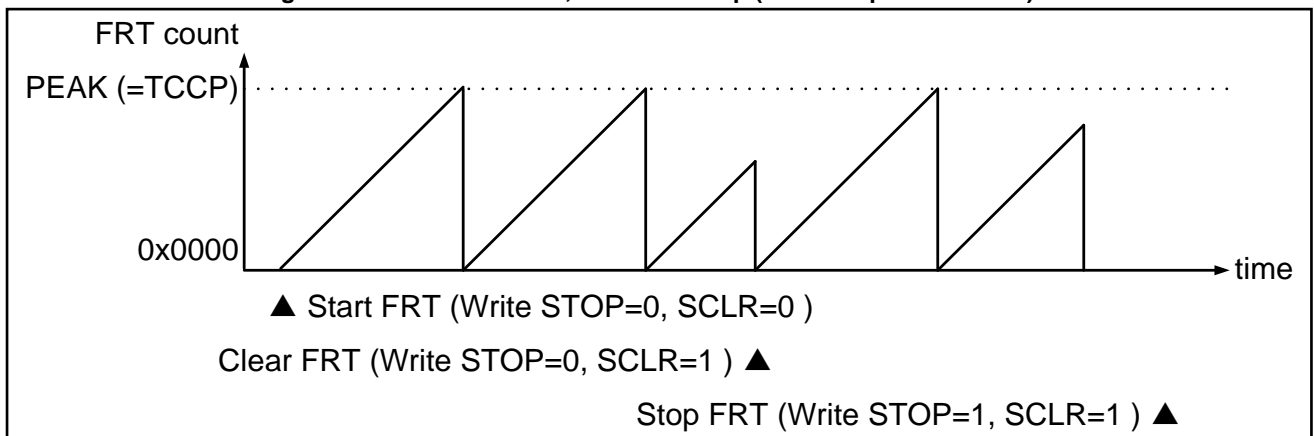 FRT count
PEAK (=TCCP)
0x0000
time
▲ Start FRT (Write STOP=0, SCLR=0 )
Clear FRT (Write STOP=0, SCLR=1 ) ▲
Stop FRT (Write STOP=1, SCLR=1 ) ▲